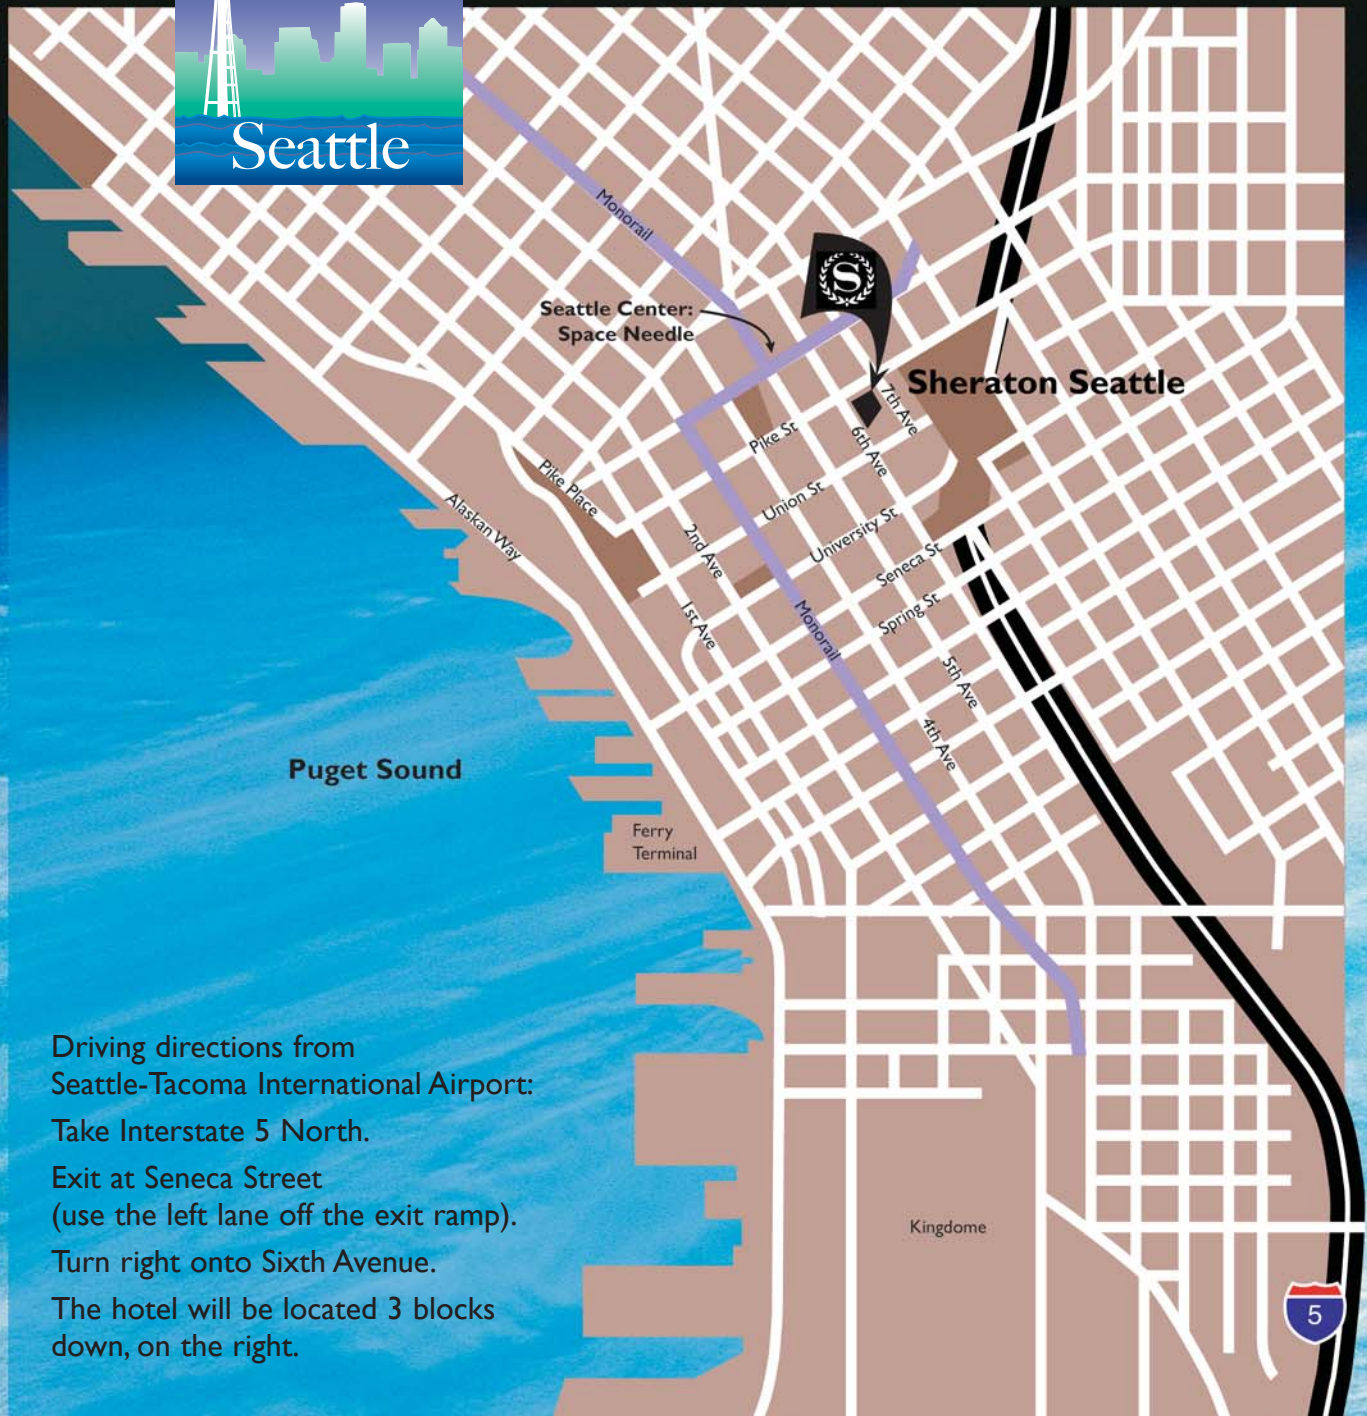 Seattle
Monorail
Seattle Center:
Space Needle
S
Sheraton Seattle
7th Ave
6th Ave
Pike St
Pike Place
Union St
Alaskan Way
University St
2nd Ave
Seneca St
Spring St
1st Ave
Monorail
5th Ave
4th Ave
Puget Sound
Ferry
Terminal
Driving directions from
Seattle-Tacoma International Airport:
Take Interstate 5 North.
Exit at Seneca Street
(use the left lane off the exit ramp).
Turn right onto Sixth Avenue.
The hotel will be located 3 blocks
down, on the right.
Kingdome
5